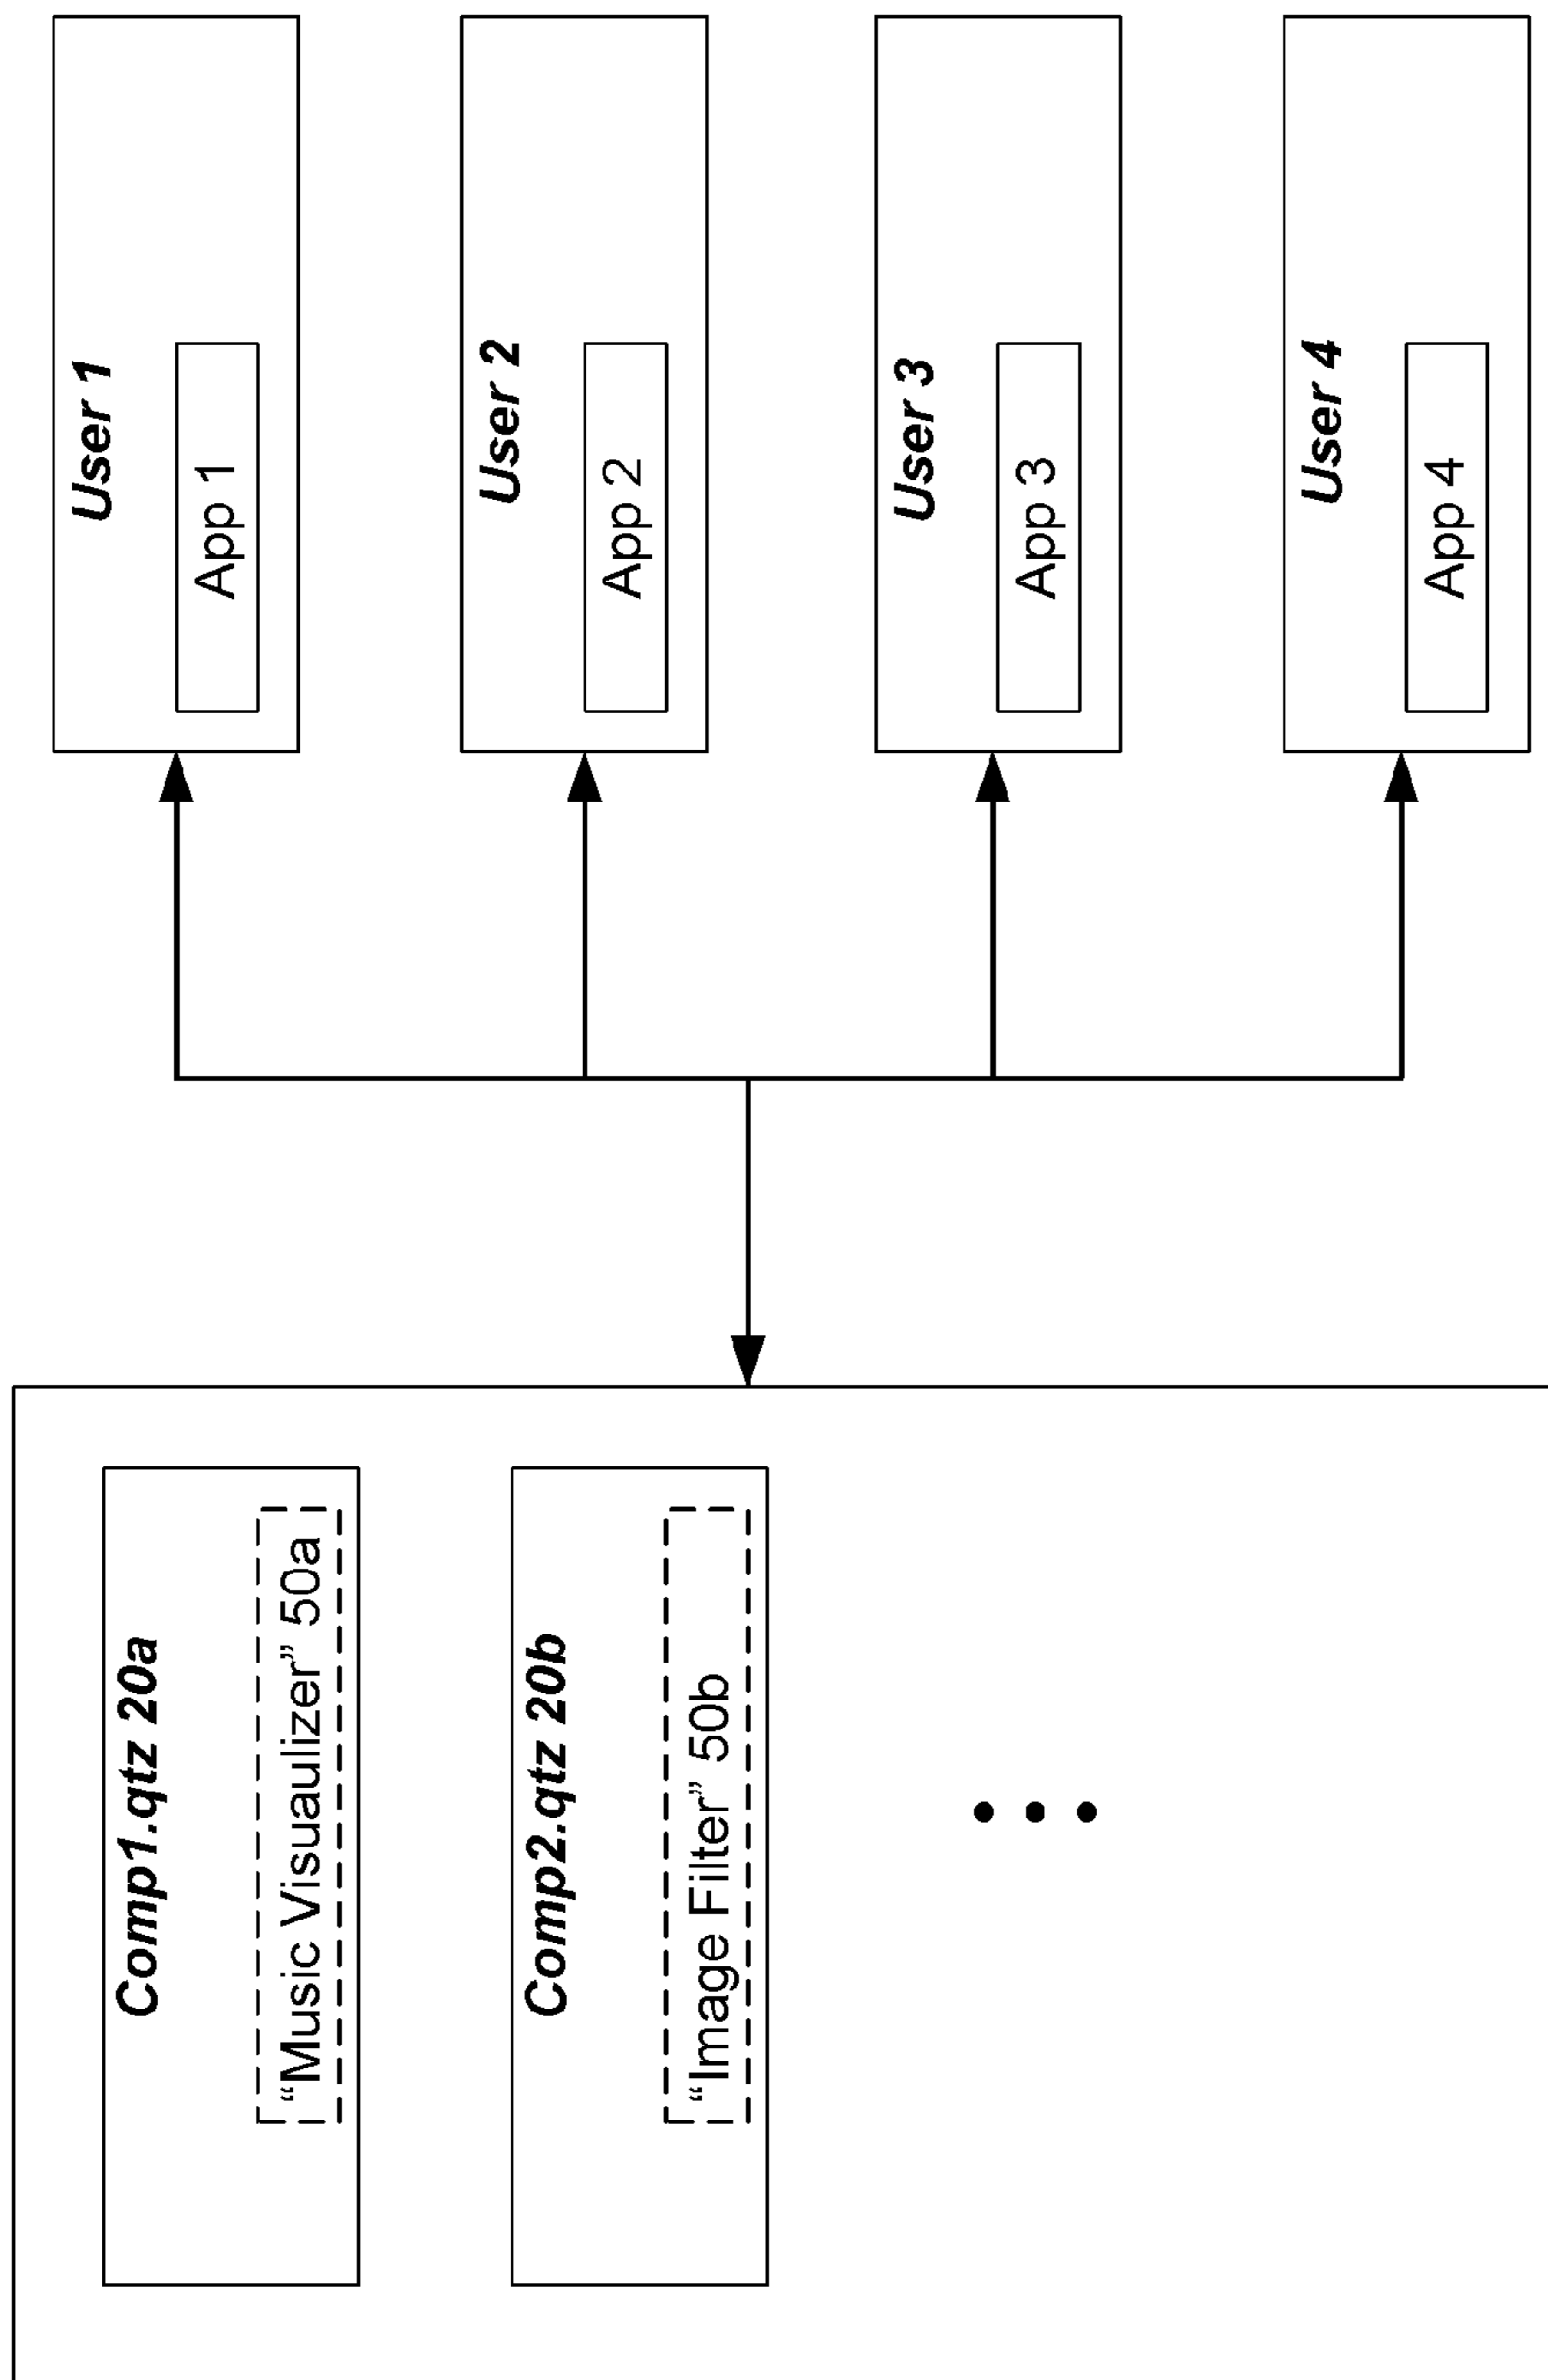 Comp1.qtz 20a
“Music Visaulizer” 50a
Comp2.qtz 20b
“Image Filter” 50b
User 1
App 1
User 2
App 2
User 3
App 3
User 4
App 4